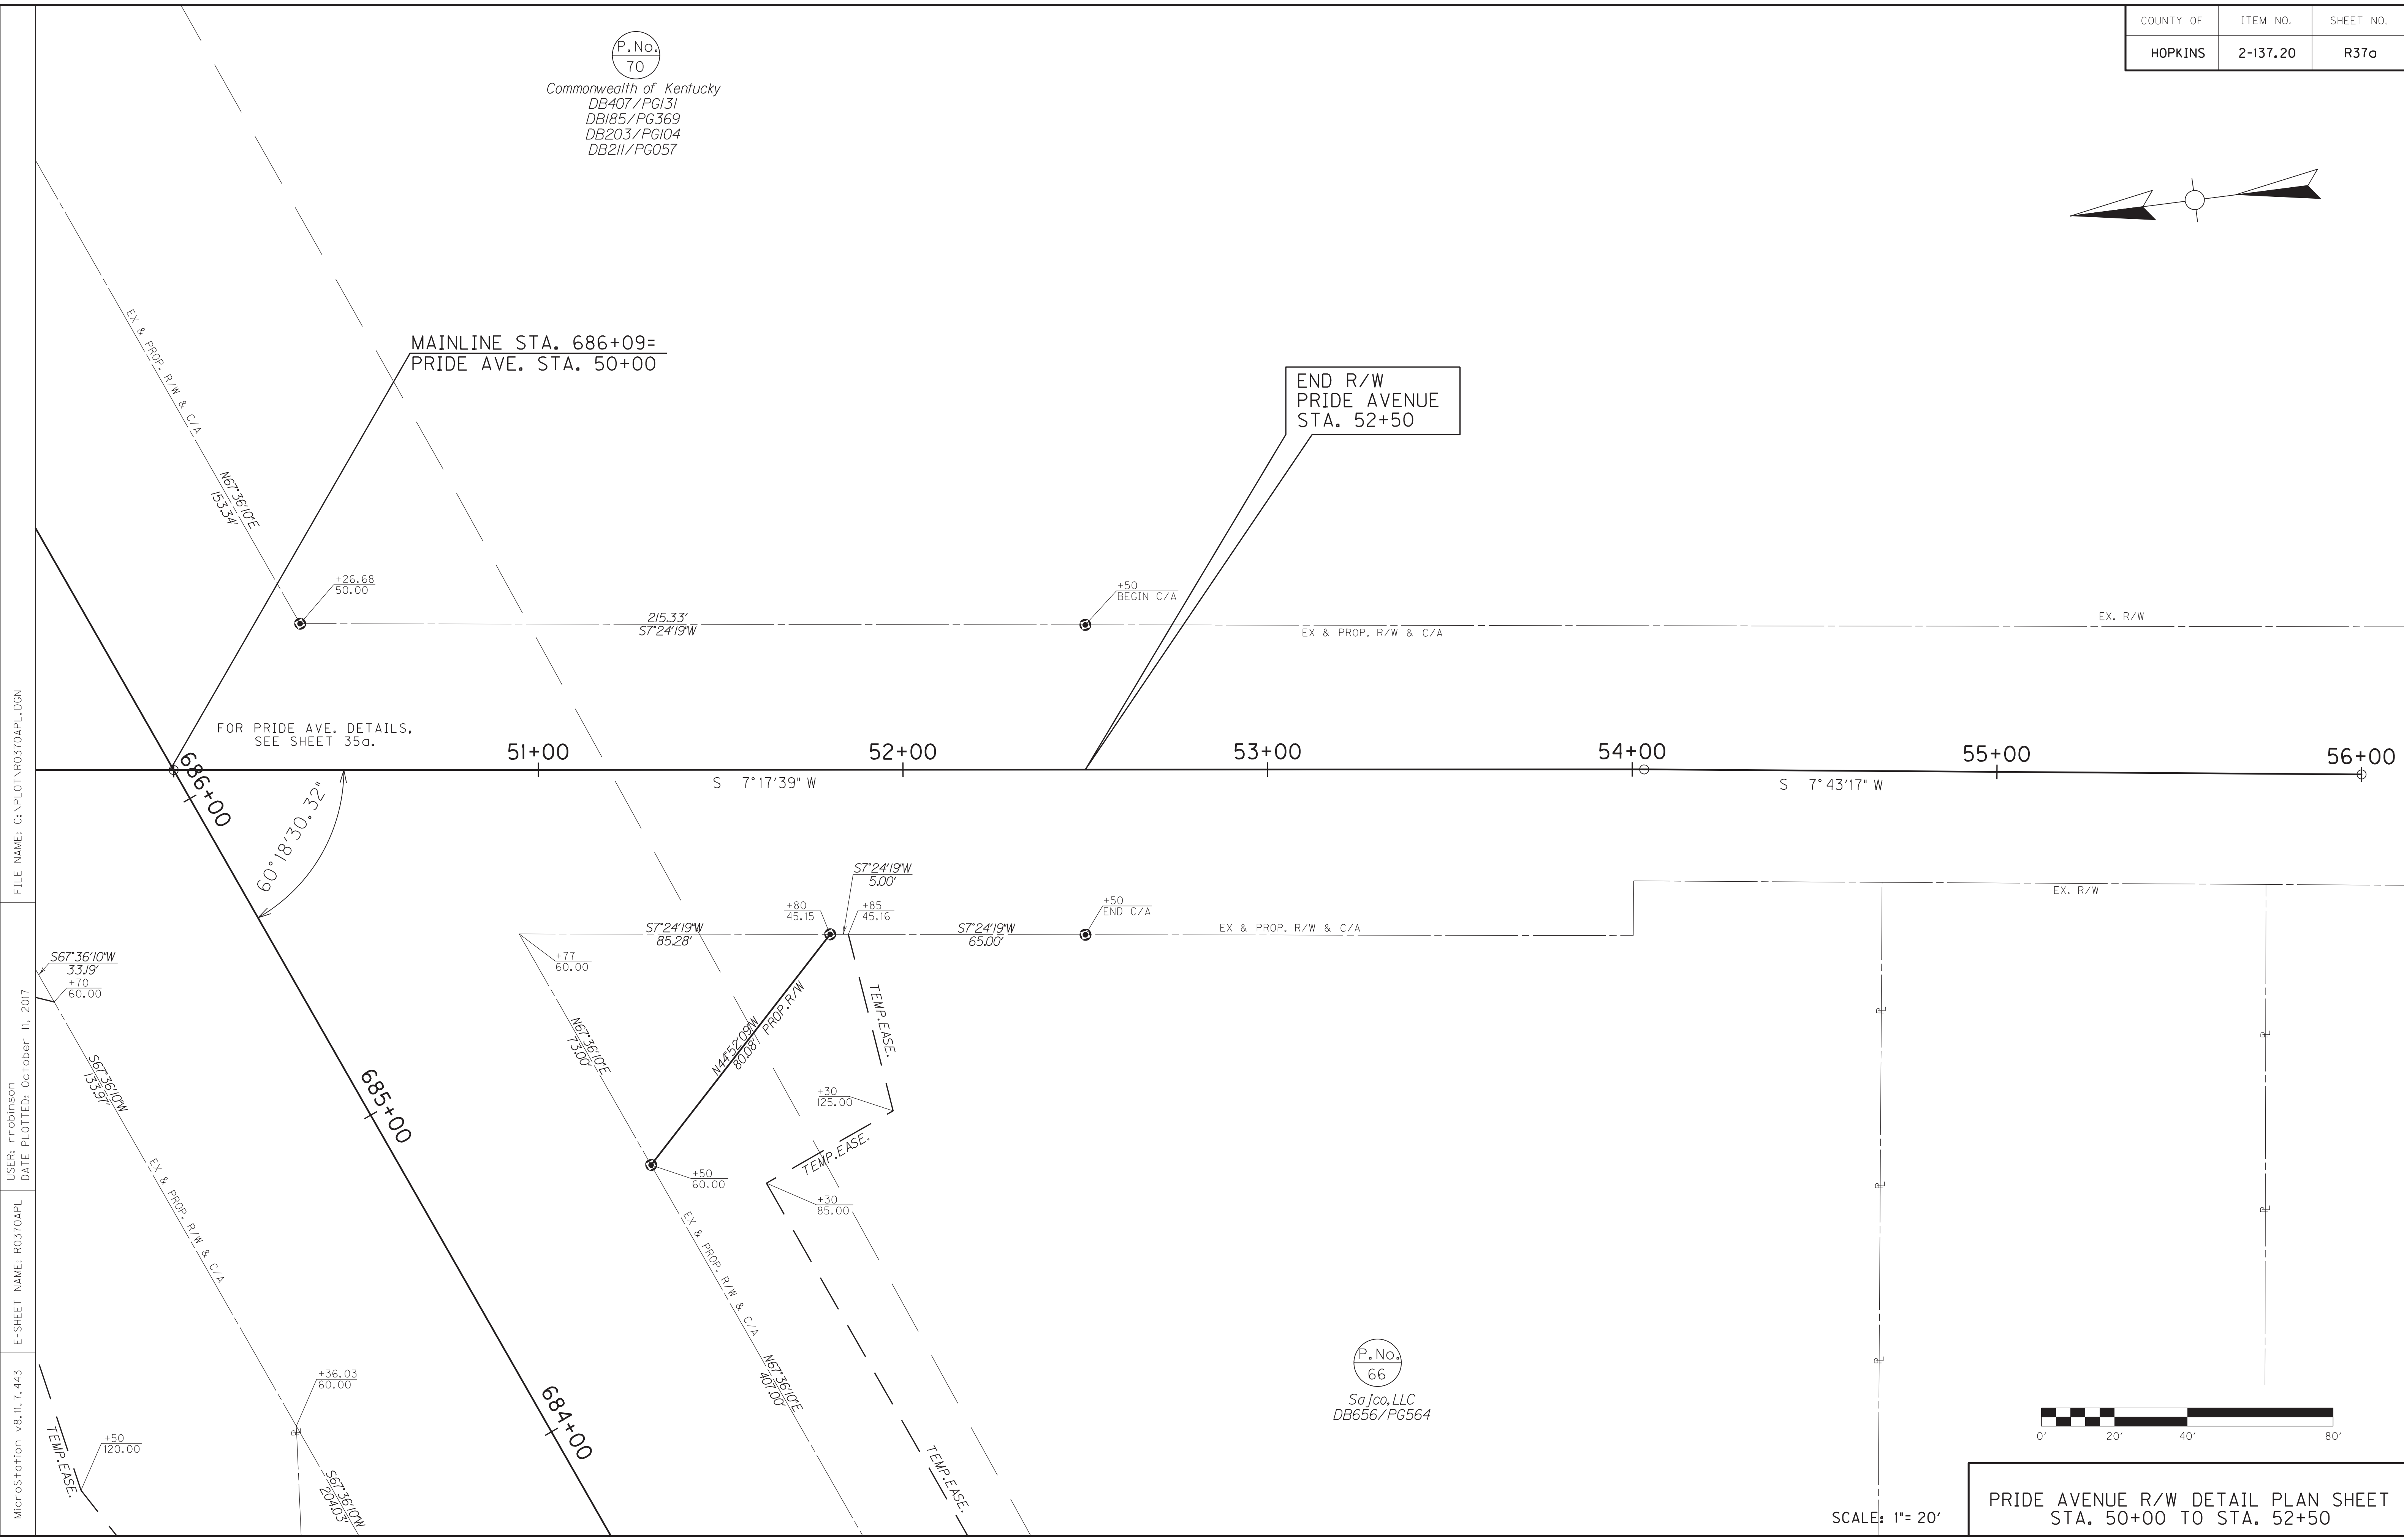 COUNTY OF
ITEM NO.
SHEET NO.
HOPKINS
2-137.20
R37a
P.No.
70
Commonwealth of Kentucky
DB407/PG131
DB185/PG369
DB203/PG104
DB211/PG057
EX & PROP. R/W & C/A
N67°36'10"E
153.34'
MAINLINE STA. 686+09=
PRIDE AVE. STA. 50+00
END R/W
PRIDE AVENUE
STA. 52+50
+26.68
50.00
215.33'
S7°24'19"W
+50
BEGIN C/A
EX & PROP. R/W & C/A
EX. R/W
FOR PRIDE AVE. DETAILS,
SEE SHEET 35a.
51+00
52+00
53+00
54+00
55+00
56+00
S 7°17'39" W
S 7°43'17" W
686+00
60°18'30.32"
S7°24'19"W
5.00'
+80
45.15
+85
45.16
+50
END C/A
S7°24'19"W
85.28'
S7°24'19"W
65.00'
EX & PROP. R/W & C/A
EX. R/W
+77
60.00
S67°36'10"W
33.19'
+70
60.00
S67°36'10"W
133.97'
N67°36'10"E
73.00'
N44°52'09"W
80.08'
PROP.R/W
TEMP.EASE.
685+00
+30
125.00
TEMP.EASE.
+50
60.00
+30
85.00
EX & PROP. R/W & C/A
EX & PROP. R/W & C/A
PL
PL
PL
PL
PL
+36.03
60.00
PL
N67°36'10"E
407.00'
684+00
P.No.
66
Sajco,LLC
DB656/PG564
+50
120.00
TEMP.EASE.
S67°36'10"W
204.03'
TEMP.EASE.
0'
20'
40'
80'
SCALE: 1"= 20'
PRIDE AVENUE R/W DETAIL PLAN SHEET
STA. 50+00 TO STA. 52+50
FILE NAME: C:\PLOT\R0370APL.DGN
USER: rrobinson
DATE PLOTTED: October 11, 2017
E-SHEET NAME: R0370APL
MicroStation v8.11.7.443